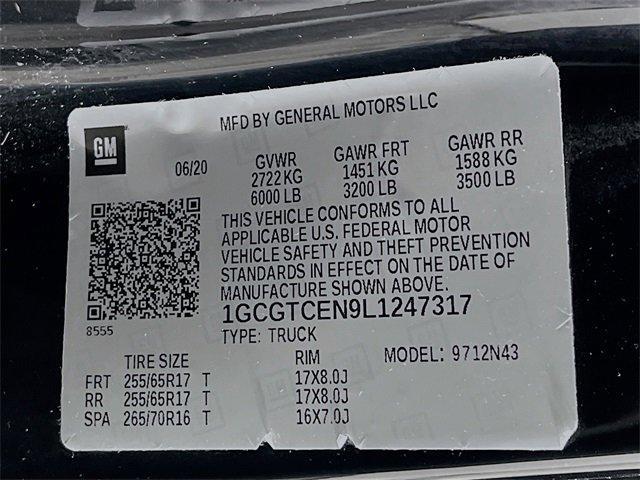 MFD BY GENERAL MOTORS LLC
GM
06/20
GVWR GAWR FRT GAWR RR
2722 KG 1451 KG 1588 KG
6000 LB 3200 LB 3500 LB
THIS VEHICLE CONFORMS TO ALL
APPLICABLE U.S. FEDERAL MOTOR
VEHICLE SAFETY AND THEFT PREVENTION
STANDARDS IN EFFECT ON THE DATE OF
MANUFACTURE SHOWN ABOVE.
8555
1GCGTCEN9L1247317
TYPE: TRUCK
TIRE SIZE RIM MODEL: 9712N43
FRT 255/65R17 T 17X8.0J
RR 255/65R17 T 17X8.0J
SPA 265/70R16 T 16X7.0J